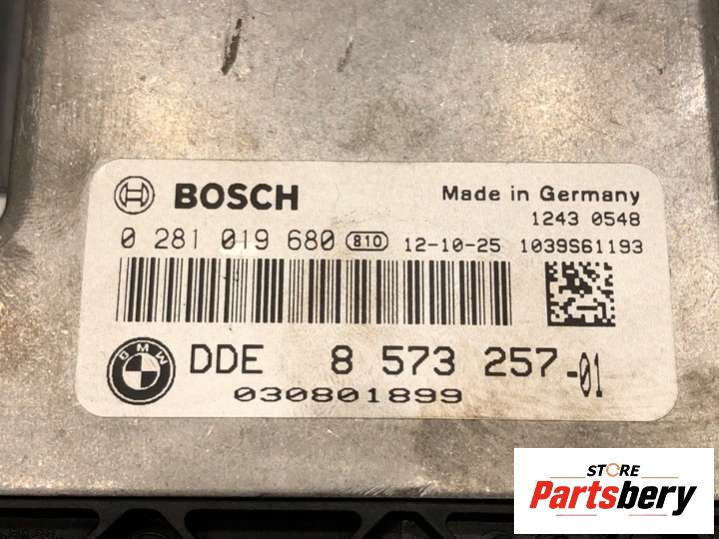 BOSCH Made in Germany
1243 0548
0 281 019 680 810 12-10-25 1039S61193
BMW DDE 8 573 257-01
030801899
STORE
Partsbery